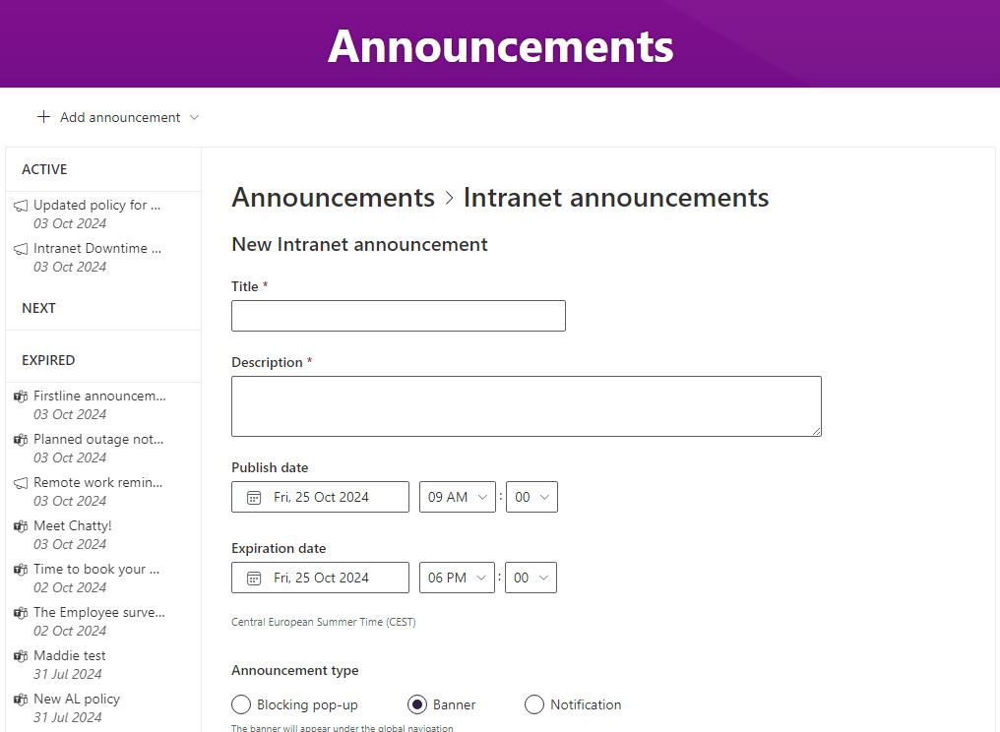 Announcements
Add announcement
ACTIVE
Updated policy for ...
03 Oct 2024
Intranet Downtime ...
03 Oct 2024
NEXT
EXPIRED
Firstline announcem...
03 Oct 2024
Planned outage not...
03 Oct 2024
Remote work remin...
03 Oct 2024
Meet Chatty!
03 Oct 2024
Time to book your ...
02 Oct 2024
The Employee surve...
02 Oct 2024
Maddie test
31 Jul 2024
New AL policy
31 Jul 2024
Announcements > Intranet announcements
New Intranet announcement
Title *
Description *
Publish date
Fri, 25 Oct 2024 09 AM : 00
Expiration date
Fri, 25 Oct 2024 06 PM : 00
Central European Summer Time (CEST)
Announcement type
Blocking pop-up Banner Notification
The banner will appear under the global navigation